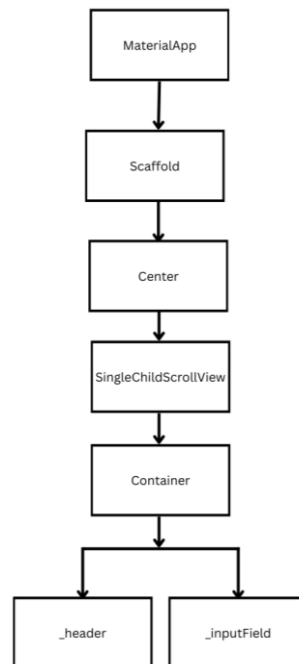 MaterialApp
Scaffold
Center
SingleChildScrollView
Container
_header
_inputField